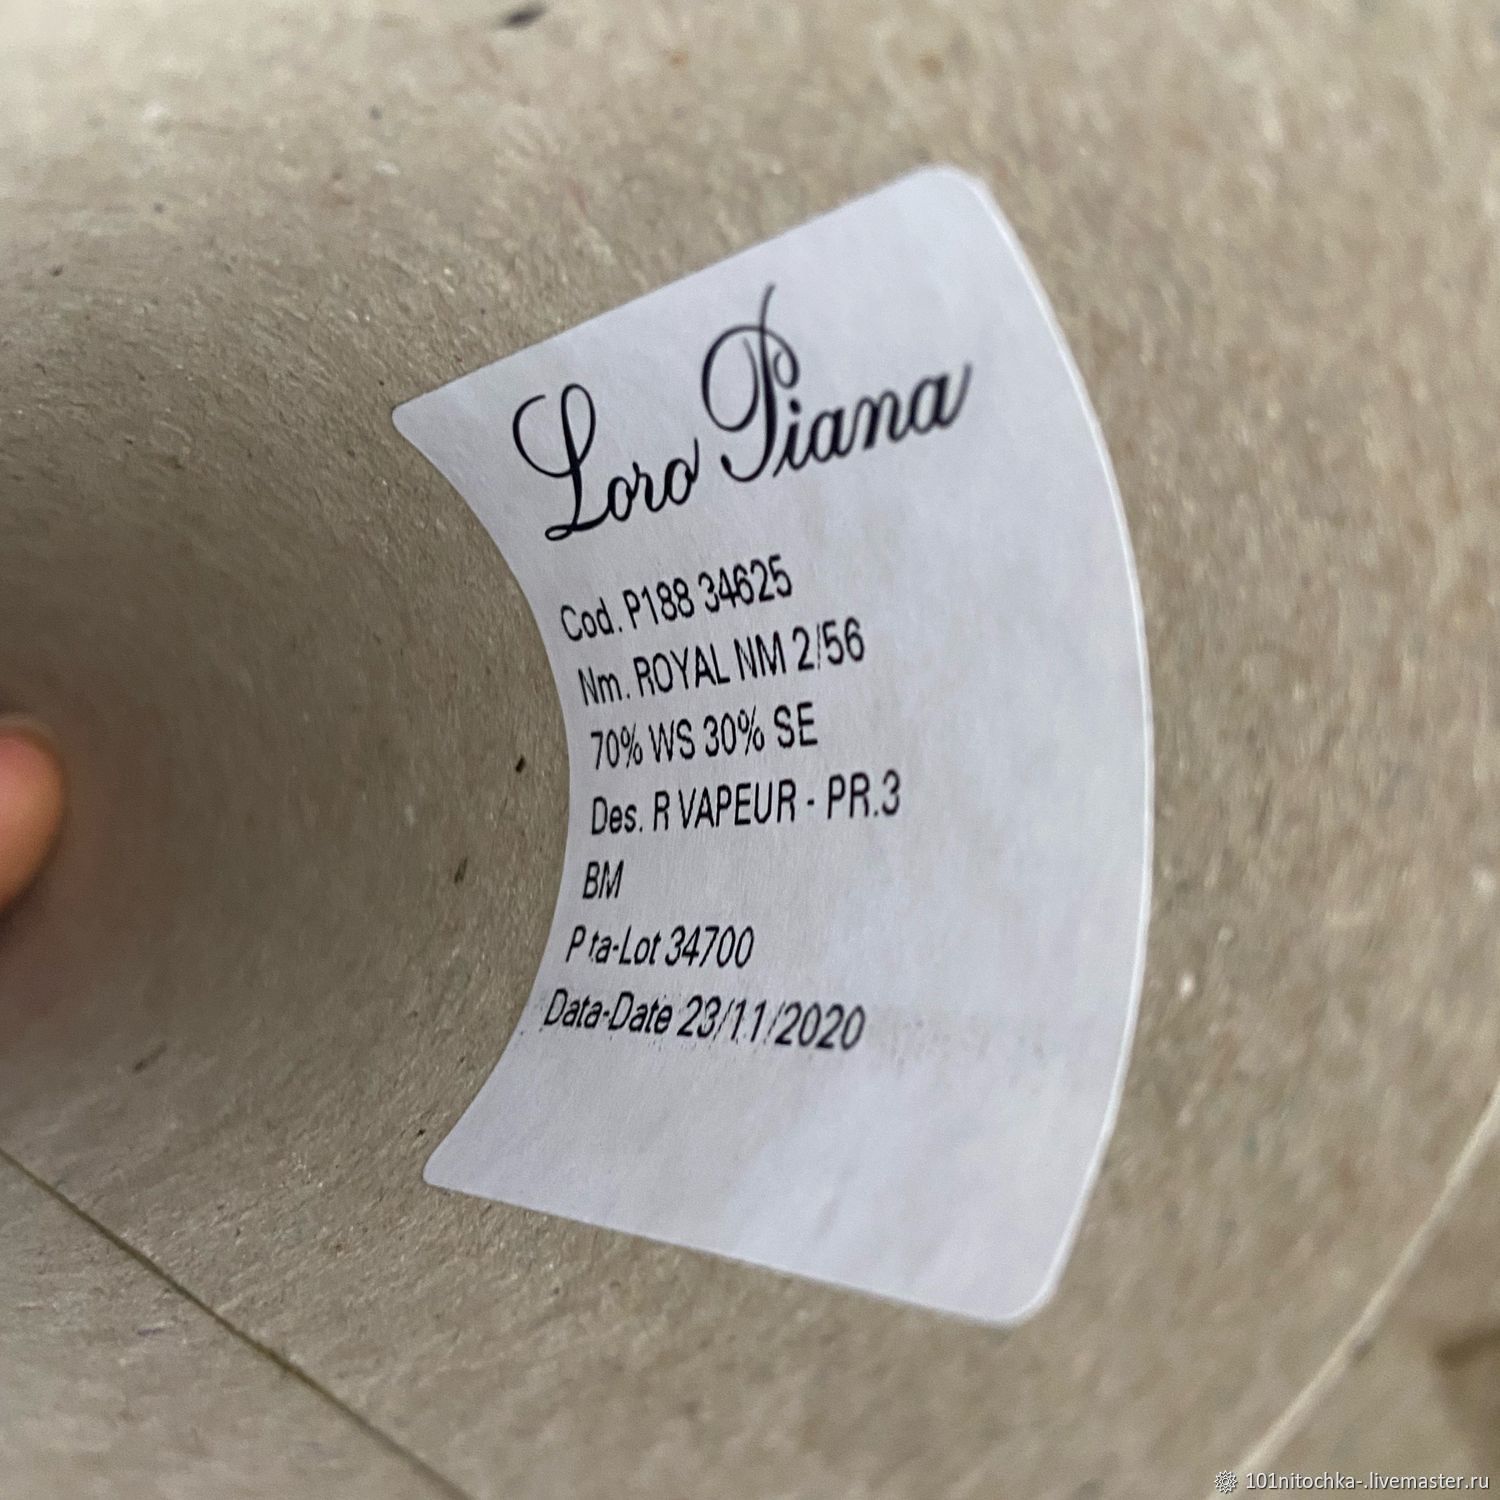 Loro Piana
Cod. P188 34625
Nm. ROYAL NM 2/56
70% WS 30% SE
Des. R VAPEUR - PR.3
BM
P ta-Lot 34700
Data-Date 23/11/2020
101nitochka-.livemaster.ru